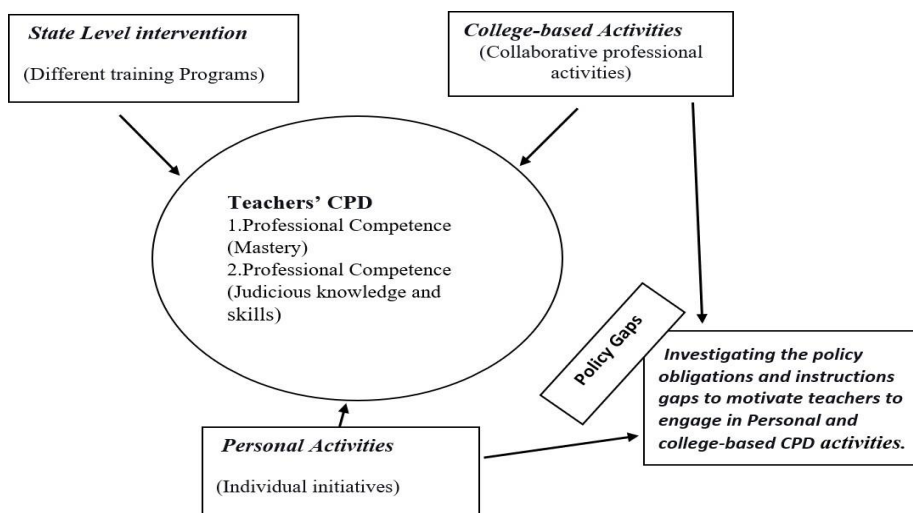 State Level intervention
(Different training Programs)
College-based Activities
(Collaborative professional
activities)
Teachers’ CPD
1.Professional Competence
(Mastery)
2.Professional Competence
(Judicious knowledge and
skills)
Policy Gaps
Investigating the policy
obligations and instructions
gaps to motivate teachers to
engage in Personal and
college-based CPD activities.
Personal Activities
(Individual initiatives)